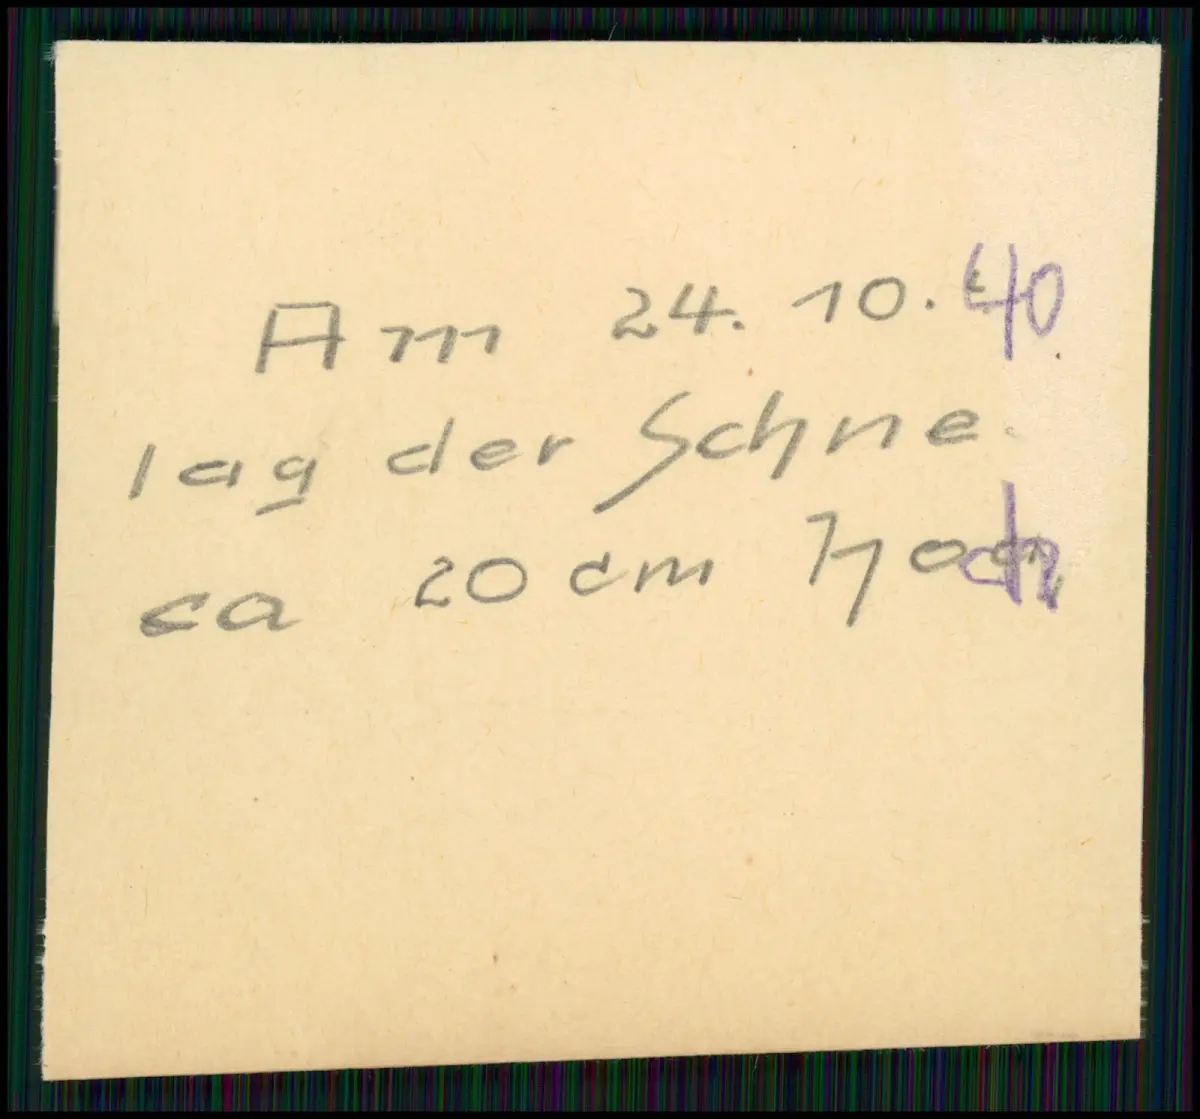 Am 24. 10. 40
lag der Schne
ca 20 cm hoch